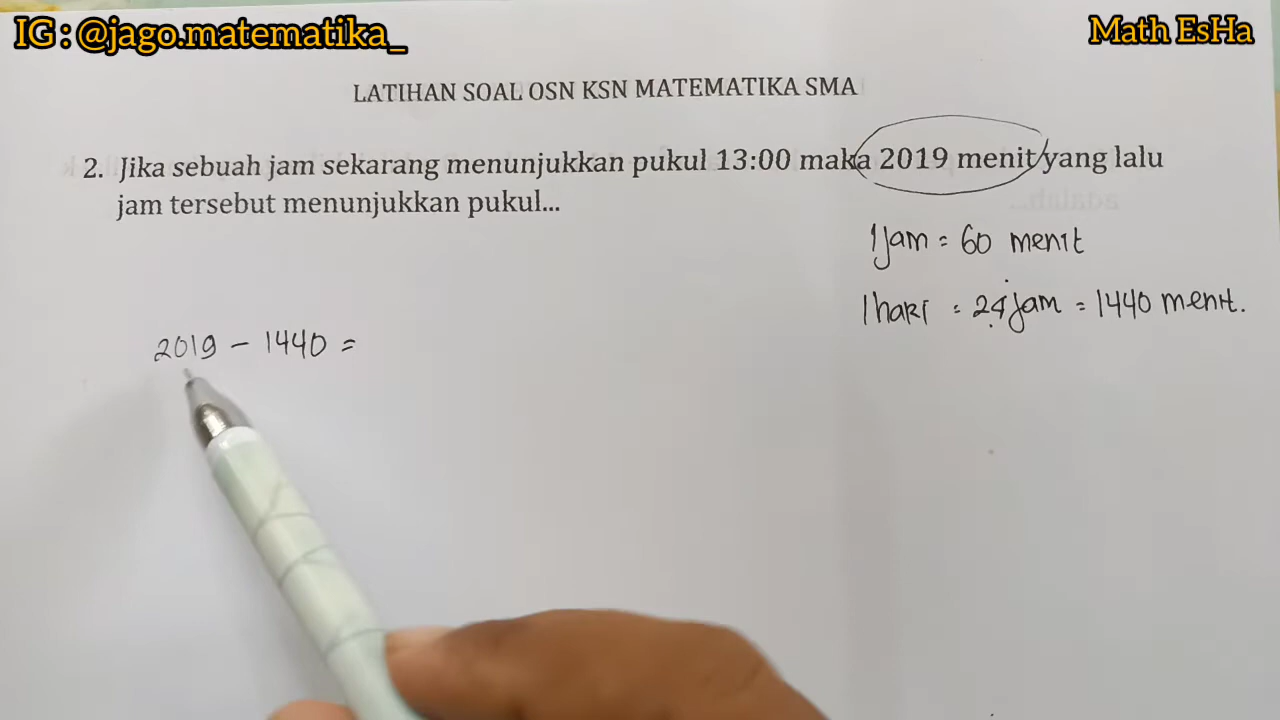 IG : @jago.matematika_
Math EsHa
LATIHAN SOAL OSN KSN MATEMATIKA SMA
2. Jika sebuah jam sekarang menunjukkan pukul 13:00 maka 2019 menit yang lalu
jam tersebut menunjukkan pukul...
1 jam = 60 menit
1 hari = 24 jam = 1440 menit.
2019 - 1440 =